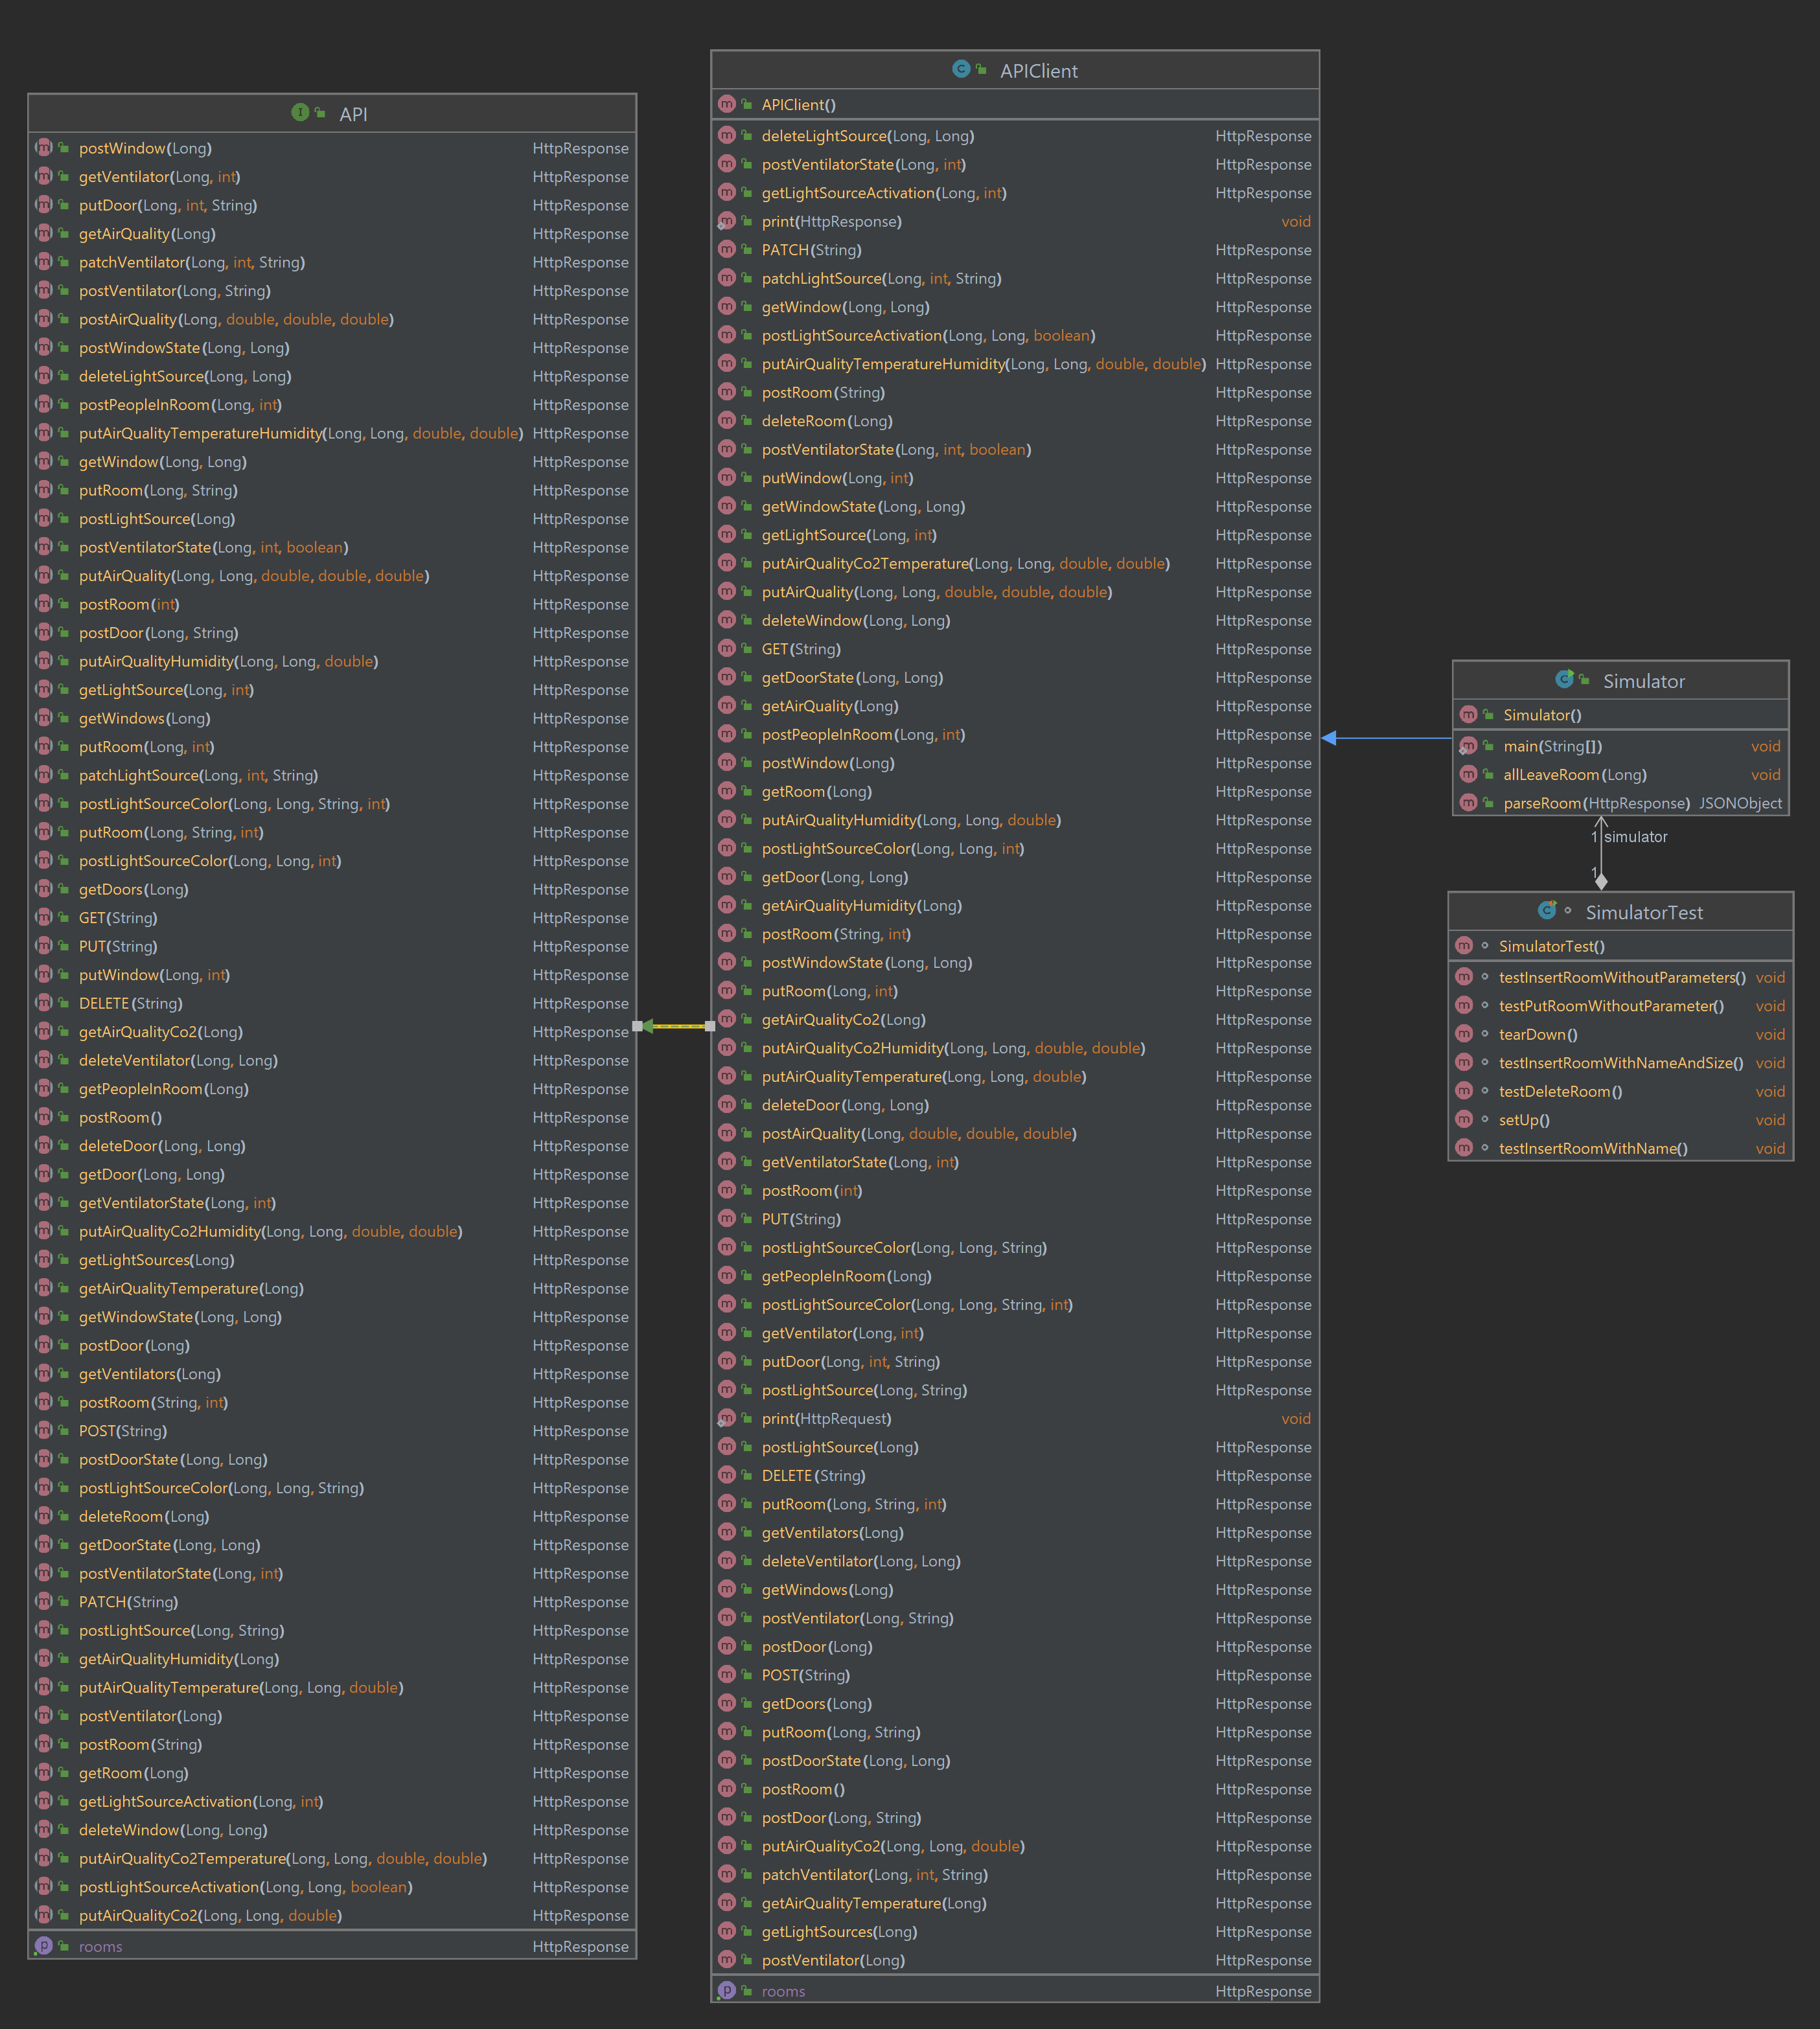 API
postWindow(Long) HttpResponse
getVentilator(Long, int) HttpResponse
putDoor(Long, int, String) HttpResponse
getAirQuality(Long) HttpResponse
patchVentilator(Long, int, String) HttpResponse
postVentilator(Long, String) HttpResponse
postAirQuality(Long, double, double, double) HttpResponse
postWindowState(Long, Long) HttpResponse
deleteLightSource(Long, Long) HttpResponse
postPeopleInRoom(Long, int) HttpResponse
putAirQualityTemperatureHumidity(Long, Long, double, double) HttpResponse
getWindow(Long, Long) HttpResponse
putRoom(Long, String) HttpResponse
postLightSource(Long) HttpResponse
postVentilatorState(Long, int, boolean) HttpResponse
putAirQuality(Long, Long, double, double, double) HttpResponse
postRoom(int) HttpResponse
postDoor(Long, String) HttpResponse
putAirQualityHumidity(Long, Long, double) HttpResponse
getLightSource(Long, int) HttpResponse
getWindows(Long) HttpResponse
putRoom(Long, int) HttpResponse
patchLightSource(Long, int, String) HttpResponse
postLightSourceColor(Long, Long, String, int) HttpResponse
putRoom(Long, String, int) HttpResponse
postLightSourceColor(Long, Long, int) HttpResponse
getDoors(Long) HttpResponse
GET(String) HttpResponse
PUT(String) HttpResponse
putWindow(Long, int) HttpResponse
DELETE(String) HttpResponse
getAirQualityCo2(Long) HttpResponse
deleteVentilator(Long, Long) HttpResponse
getPeopleInRoom(Long) HttpResponse
postRoom() HttpResponse
deleteDoor(Long, Long) HttpResponse
getDoor(Long, Long) HttpResponse
getVentilatorState(Long, int) HttpResponse
putAirQualityCo2Humidity(Long, Long, double, double) HttpResponse
getLightSources(Long) HttpResponse
getAirQualityTemperature(Long) HttpResponse
getWindowState(Long, Long) HttpResponse
postDoor(Long) HttpResponse
getVentilators(Long) HttpResponse
postRoom(String, int) HttpResponse
POST(String) HttpResponse
postDoorState(Long, Long) HttpResponse
postLightSourceColor(Long, Long, String) HttpResponse
deleteRoom(Long) HttpResponse
getDoorState(Long, Long) HttpResponse
postVentilatorState(Long, int) HttpResponse
PATCH(String) HttpResponse
postLightSource(Long, String) HttpResponse
getAirQualityHumidity(Long) HttpResponse
putAirQualityTemperature(Long, Long, double) HttpResponse
postVentilator(Long) HttpResponse
postRoom(String) HttpResponse
getRoom(Long) HttpResponse
getLightSourceActivation(Long, int) HttpResponse
deleteWindow(Long, Long) HttpResponse
putAirQualityCo2Temperature(Long, Long, double, double) HttpResponse
postLightSourceActivation(Long, Long, boolean) HttpResponse
putAirQualityCo2(Long, Long, double) HttpResponse
rooms HttpResponse
APIClient
APIClient()
deleteLightSource(Long, Long) HttpResponse
postVentilatorState(Long, int) HttpResponse
getLightSourceActivation(Long, int) HttpResponse
print(HttpResponse) void
PATCH(String) HttpResponse
patchLightSource(Long, int, String) HttpResponse
getWindow(Long, Long) HttpResponse
postLightSourceActivation(Long, Long, boolean) HttpResponse
putAirQualityTemperatureHumidity(Long, Long, double, double) HttpResponse
postRoom(String) HttpResponse
deleteRoom(Long) HttpResponse
postVentilatorState(Long, int, boolean) HttpResponse
putWindow(Long, int) HttpResponse
getWindowState(Long, Long) HttpResponse
getLightSource(Long, int) HttpResponse
putAirQualityCo2Temperature(Long, Long, double, double) HttpResponse
putAirQuality(Long, Long, double, double, double) HttpResponse
deleteWindow(Long, Long) HttpResponse
GET(String) HttpResponse
getDoorState(Long, Long) HttpResponse
getAirQuality(Long) HttpResponse
postPeopleInRoom(Long, int) HttpResponse
postWindow(Long) HttpResponse
getRoom(Long) HttpResponse
putAirQualityHumidity(Long, Long, double) HttpResponse
postLightSourceColor(Long, Long, int) HttpResponse
getDoor(Long, Long) HttpResponse
getAirQualityHumidity(Long) HttpResponse
postRoom(String, int) HttpResponse
postWindowState(Long, Long) HttpResponse
putRoom(Long, int) HttpResponse
getAirQualityCo2(Long) HttpResponse
putAirQualityCo2Humidity(Long, Long, double, double) HttpResponse
putAirQualityTemperature(Long, Long, double) HttpResponse
deleteDoor(Long, Long) HttpResponse
postAirQuality(Long, double, double, double) HttpResponse
getVentilatorState(Long, int) HttpResponse
postRoom(int) HttpResponse
PUT(String) HttpResponse
postLightSourceColor(Long, Long, String) HttpResponse
getPeopleInRoom(Long) HttpResponse
postLightSourceColor(Long, Long, String, int) HttpResponse
getVentilator(Long, int) HttpResponse
putDoor(Long, int, String) HttpResponse
postLightSource(Long, String) HttpResponse
print(HttpRequest) void
postLightSource(Long) HttpResponse
DELETE(String) HttpResponse
putRoom(Long, String, int) HttpResponse
getVentilators(Long) HttpResponse
deleteVentilator(Long, Long) HttpResponse
getWindows(Long) HttpResponse
postVentilator(Long, String) HttpResponse
postDoor(Long) HttpResponse
POST(String) HttpResponse
getDoors(Long) HttpResponse
putRoom(Long, String) HttpResponse
postDoorState(Long, Long) HttpResponse
postRoom() HttpResponse
postDoor(Long, String) HttpResponse
putAirQualityCo2(Long, Long, double) HttpResponse
patchVentilator(Long, int, String) HttpResponse
getAirQualityTemperature(Long) HttpResponse
getLightSources(Long) HttpResponse
postVentilator(Long) HttpResponse
rooms HttpResponse
Simulator
Simulator()
main(String[]) void
allLeaveRoom(Long) void
parseRoom(HttpResponse) JSONObject
1 simulator
1
SimulatorTest
SimulatorTest()
testInsertRoomWithoutParameters() void
testPutRoomWithoutParameter() void
tearDown() void
testInsertRoomWithNameAndSize() void
testDeleteRoom() void
setUp() void
testInsertRoomWithName() void